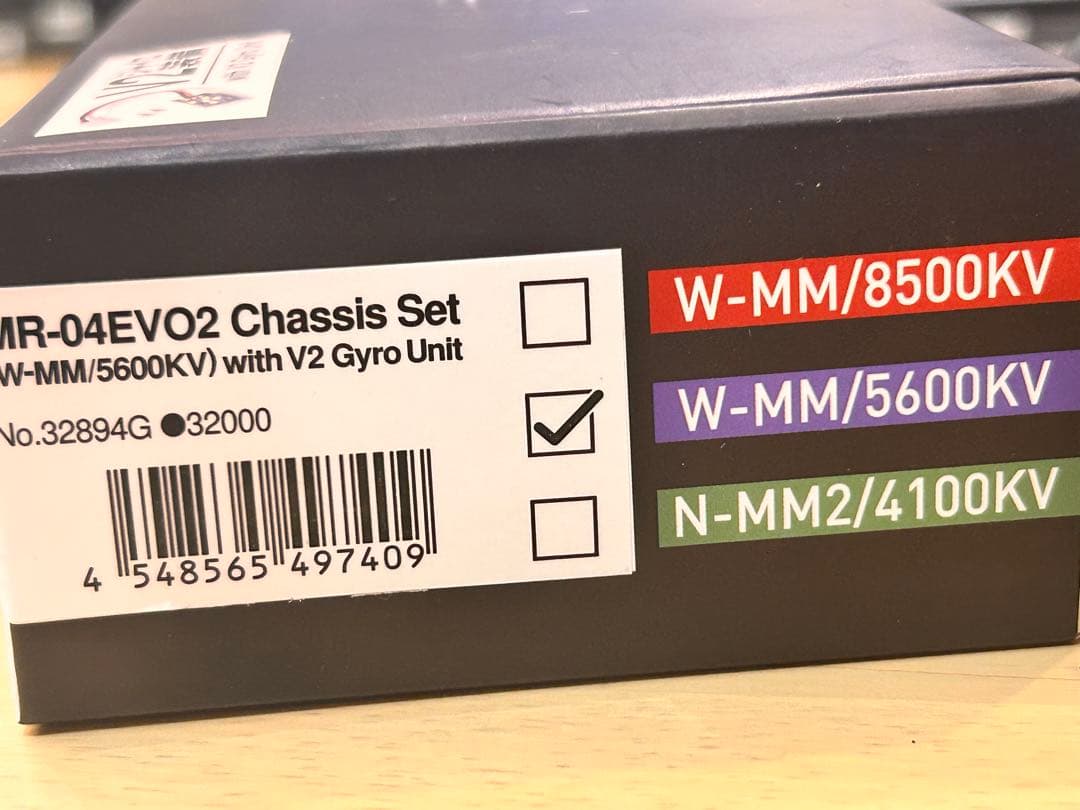 V2
MR-04EVO2 Chassis Set
W-MM/5600KV) with V2 Gyro Unit
No.32894G ●32000
4 548565 497409
W-MM/8500KV
W-MM/5600KV
N-MM2/4100KV